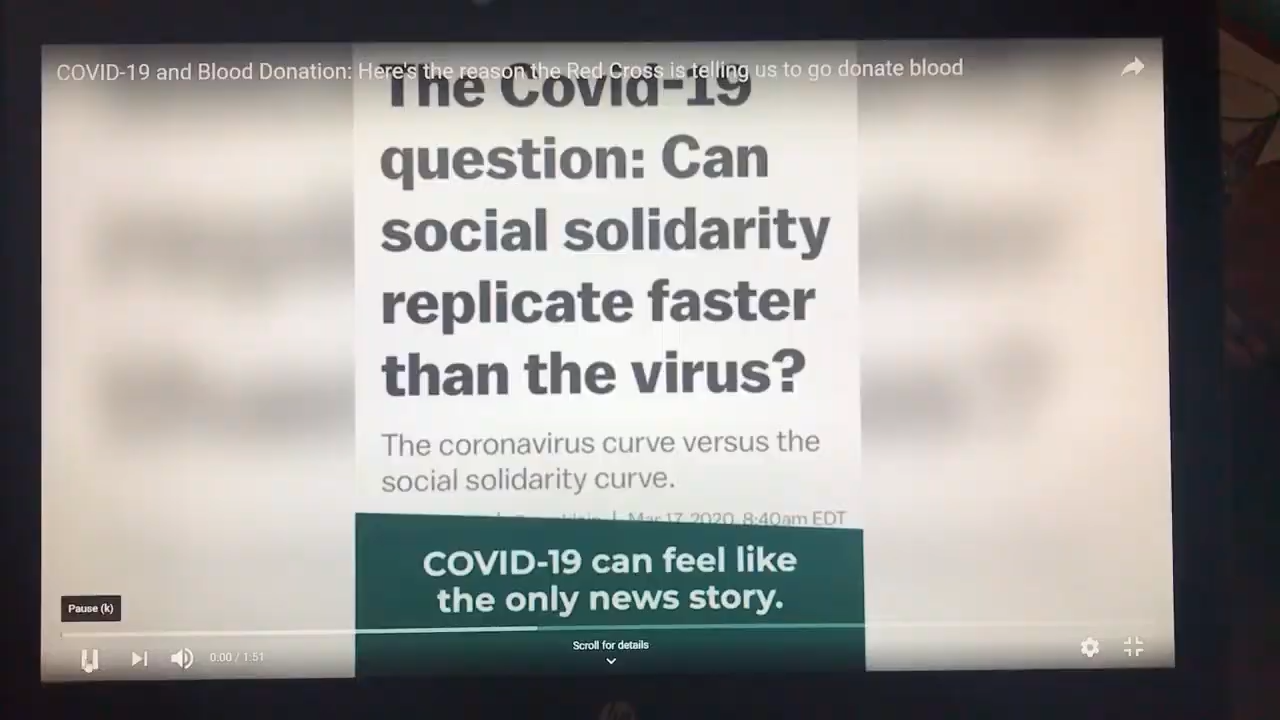 COVID-19 and Blood Donation: Here's the reason the Red Cross is telling us to go donate blood
The Covid-19
question: Can
social solidarity
replicate faster
than the virus?
The coronavirus curve versus the
social solidarity curve.
| Mar 17, 2020, 8:40am EDT
COVID-19 can feel like
the only news story.
Pause (k)
Scroll for details
0:00 / 1:51
hp